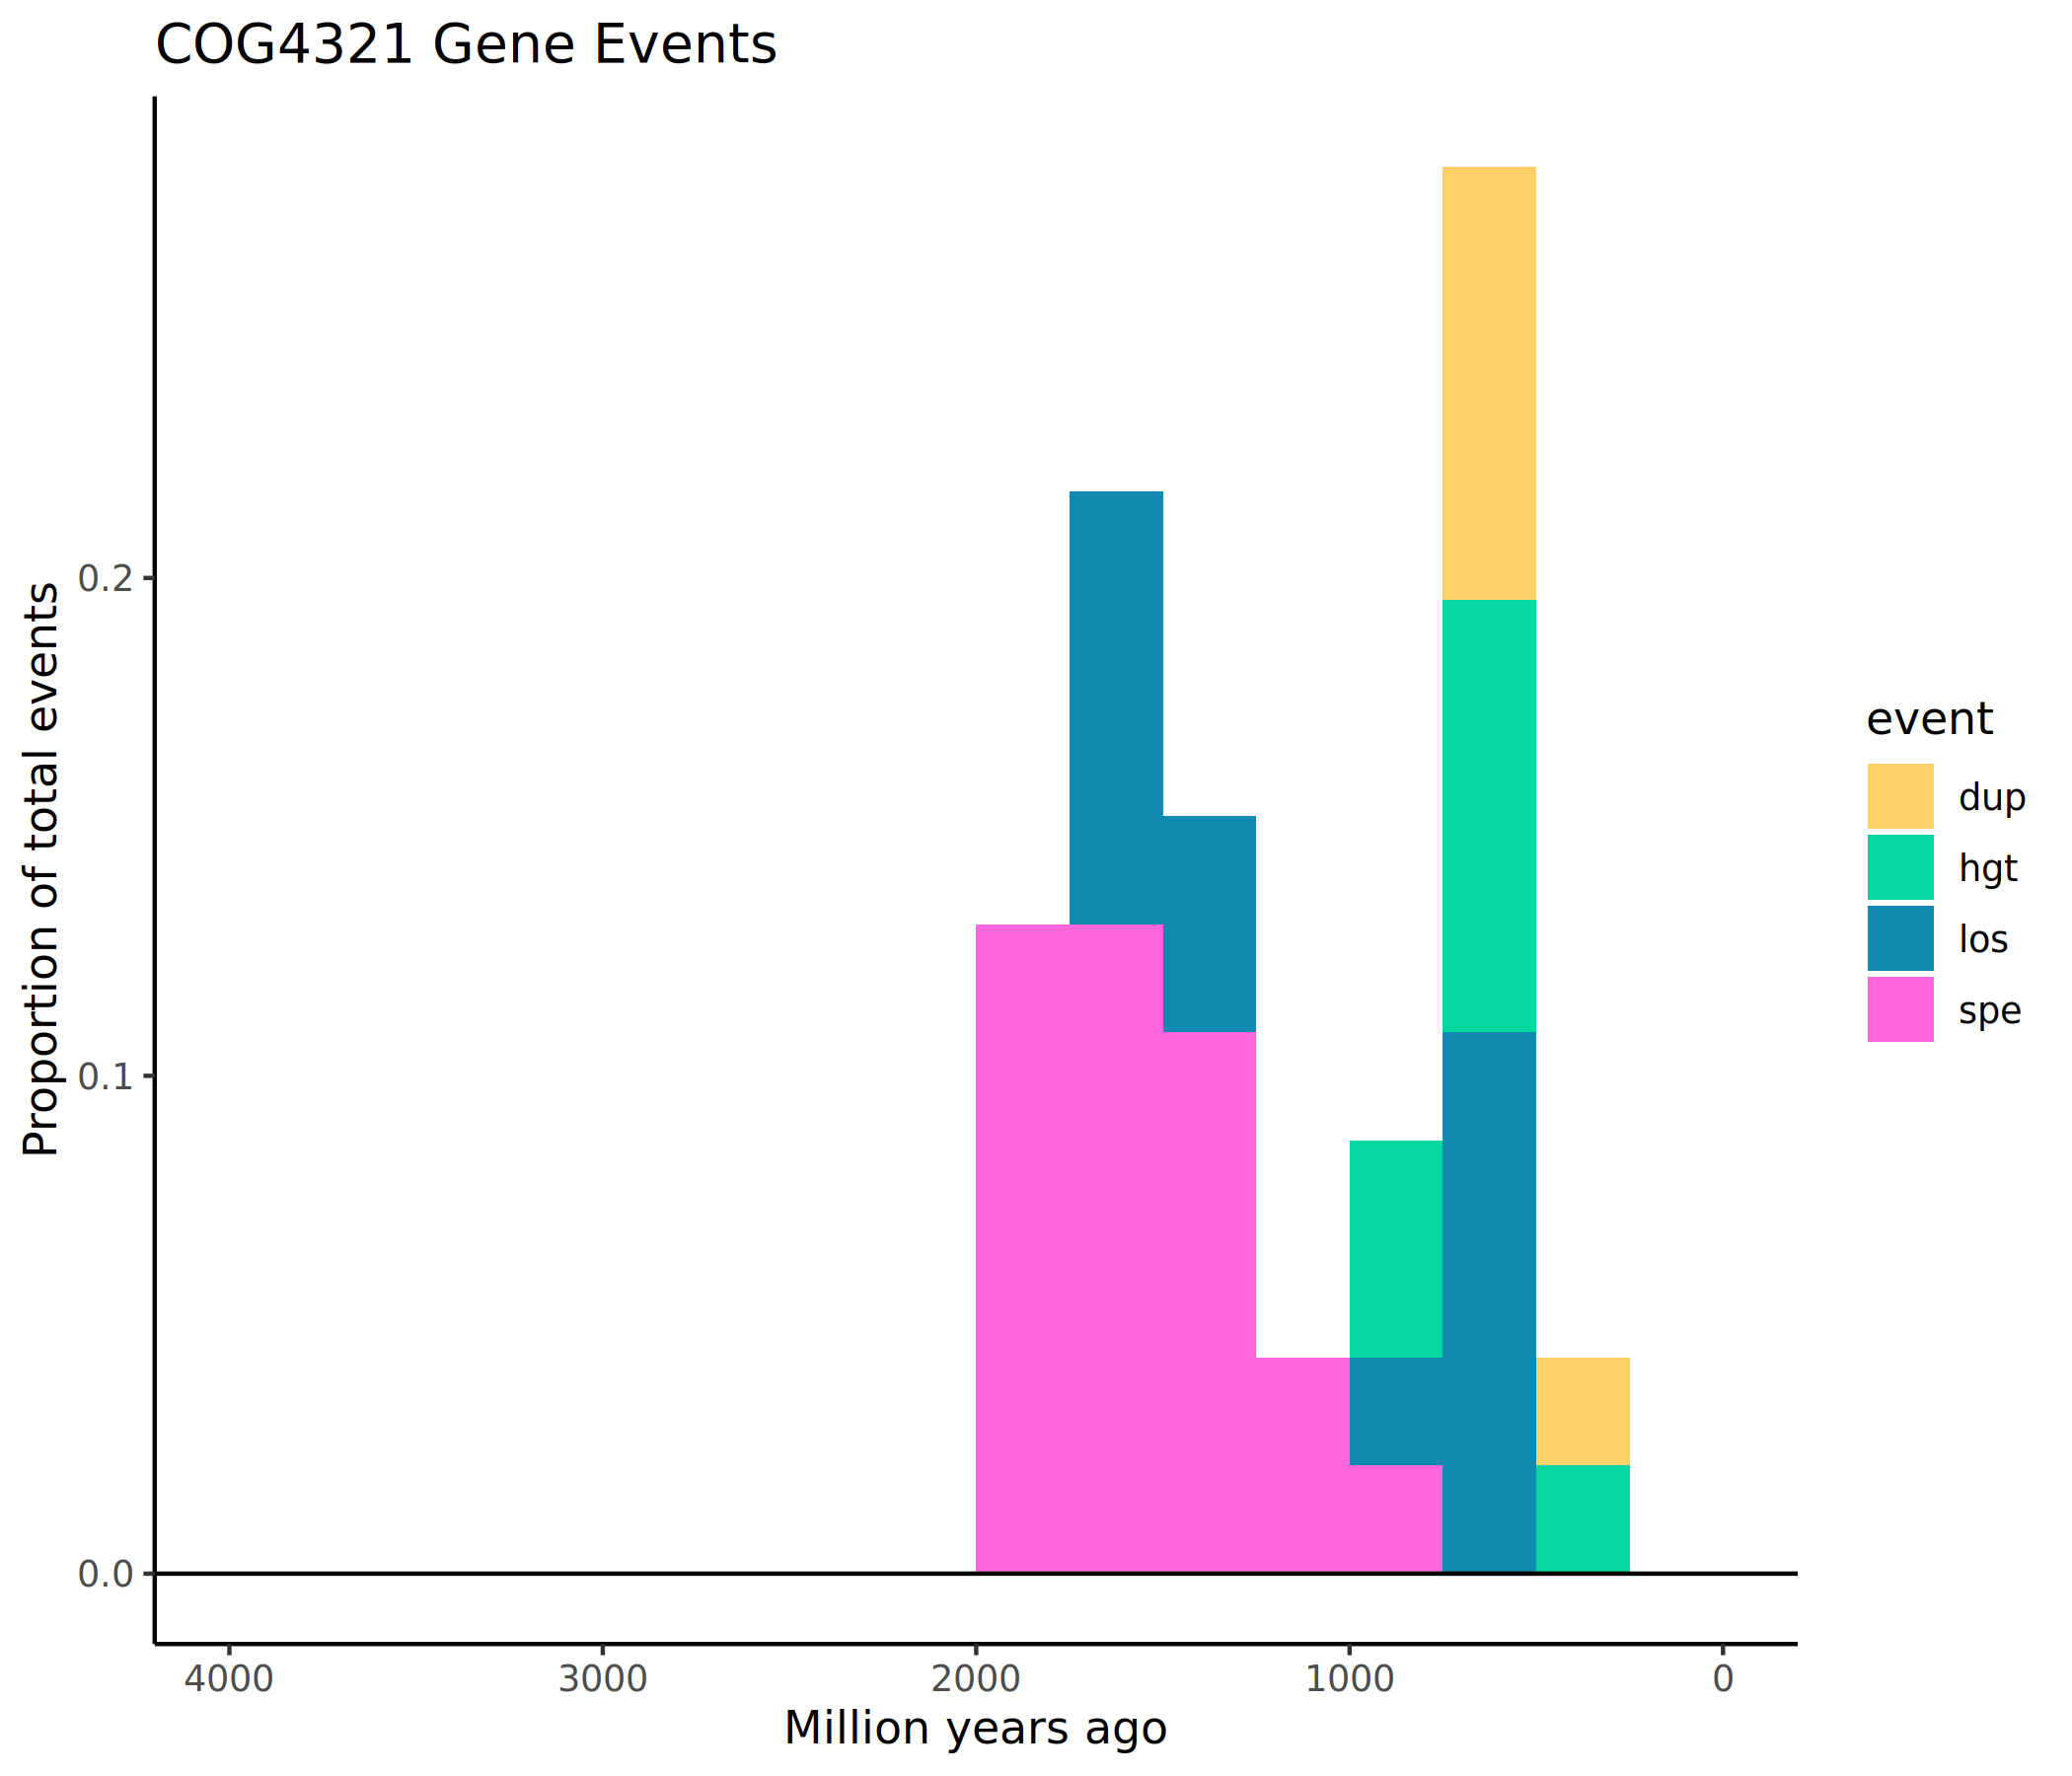 COG4321 Gene Events
Proportion of total events
0.2
0.1
0.0
4000
3000
2000
1000
0
Million years ago
event
dup
hgt
los
spe